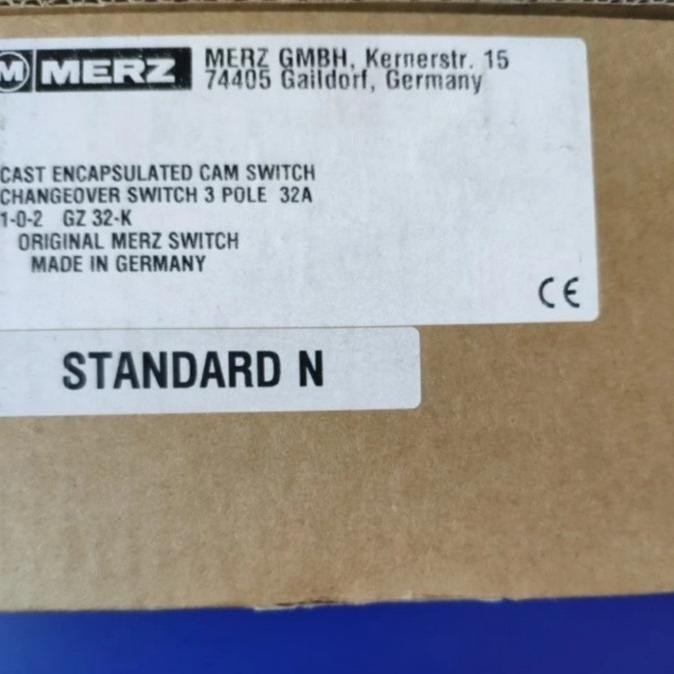 M MERZ
MERZ GMBH, Kernerstr. 15
74405 Gaildorf, Germany
CAST ENCAPSULATED CAM SWITCH
CHANGEOVER SWITCH 3 POLE 32A
1-0-2 GZ 32-K
ORIGINAL MERZ SWITCH
MADE IN GERMANY
CE
STANDARD N